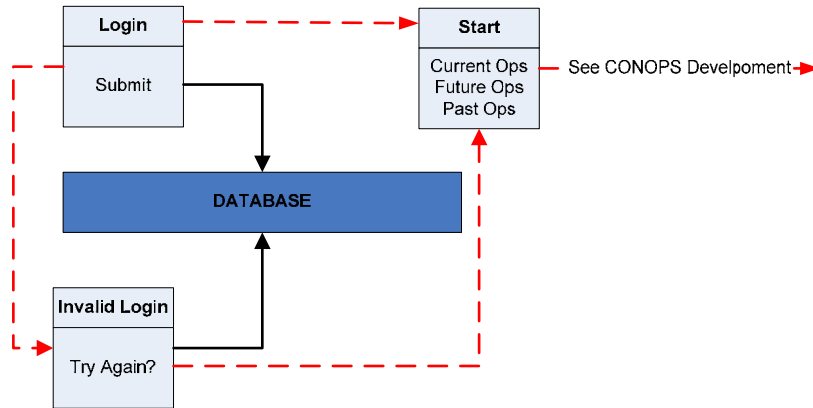 Login
Submit
Start
Current Ops
Future Ops
Past Ops
See CONOPS Develpoment
DATABASE
Invalid Login
Try Again?